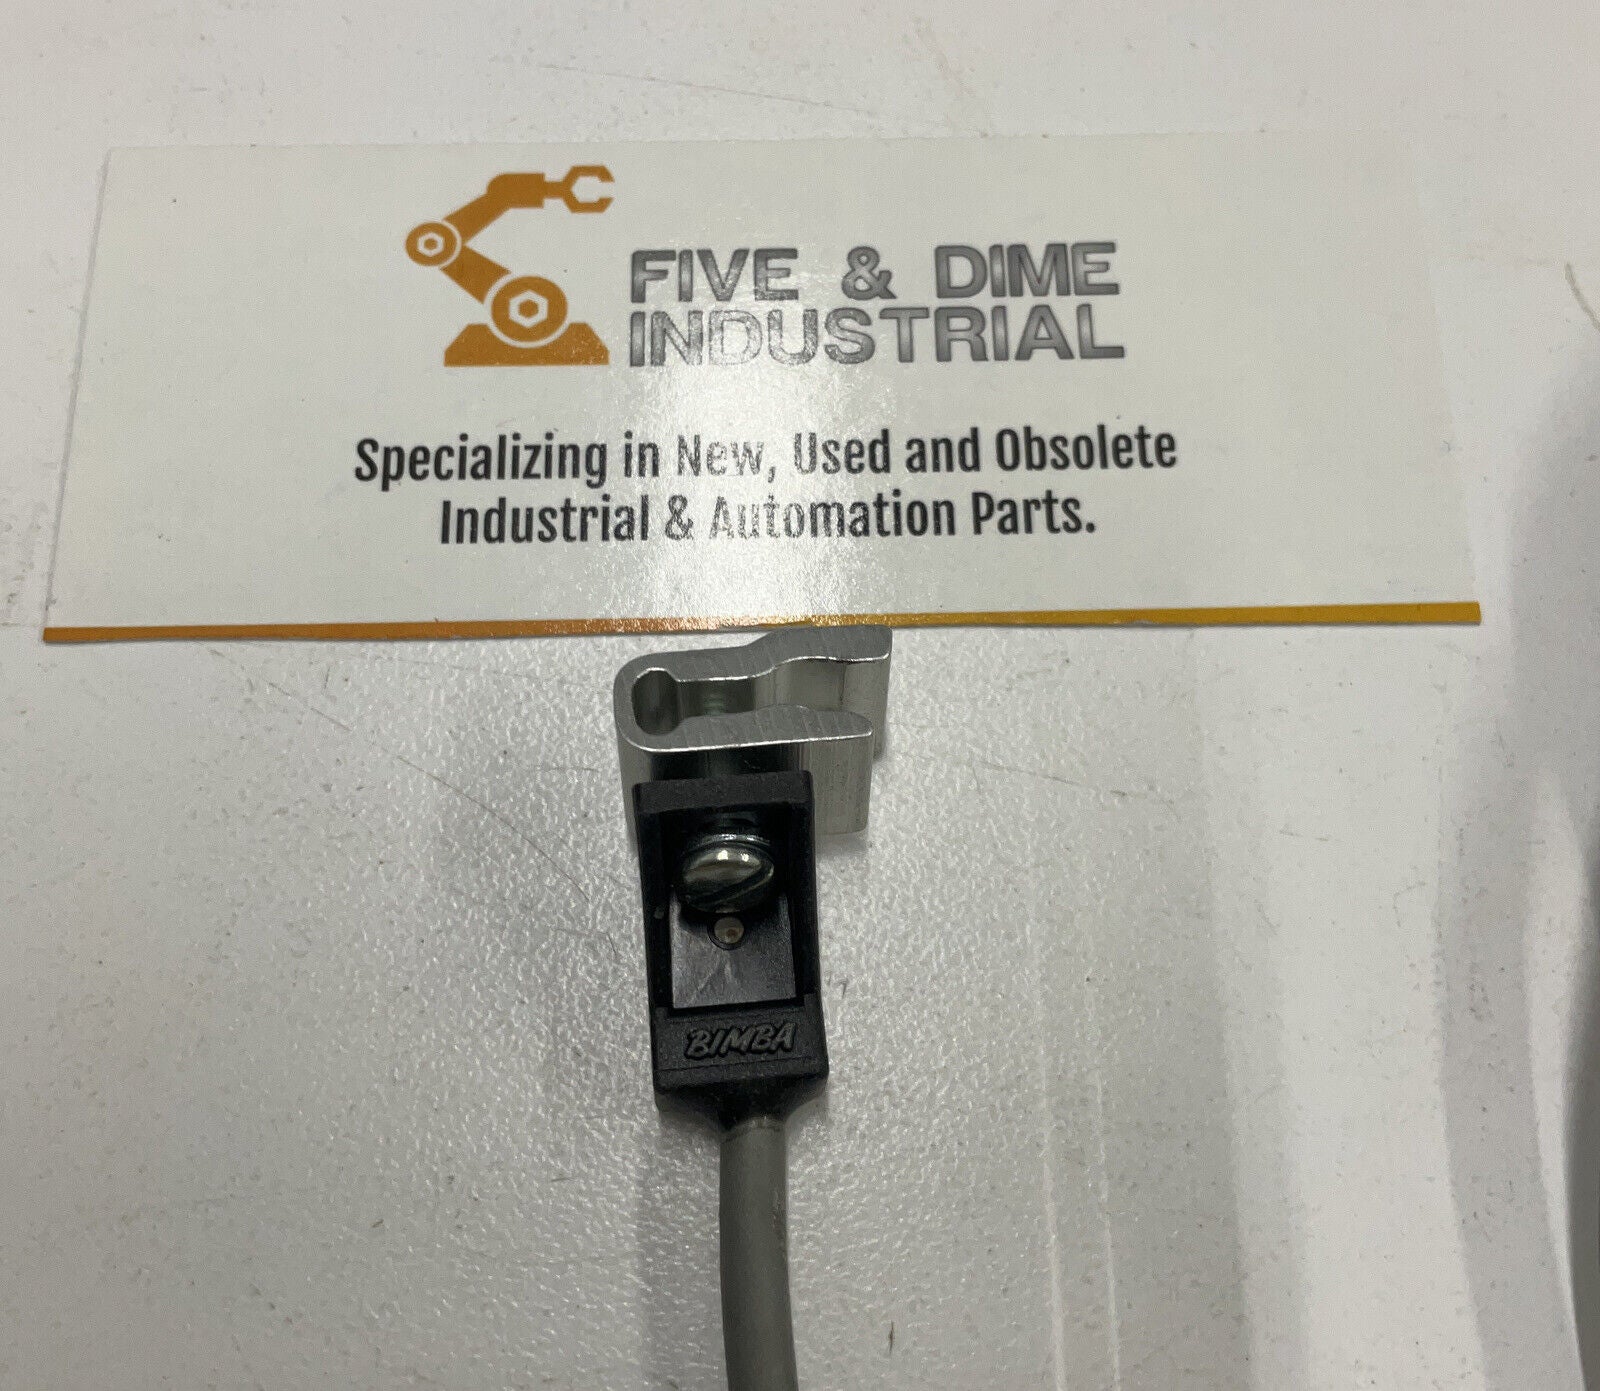 FIVE & DIME
INDUSTRIAL
Specializing in New, Used and Obsolete
Industrial & Automation Parts.
BIMBA